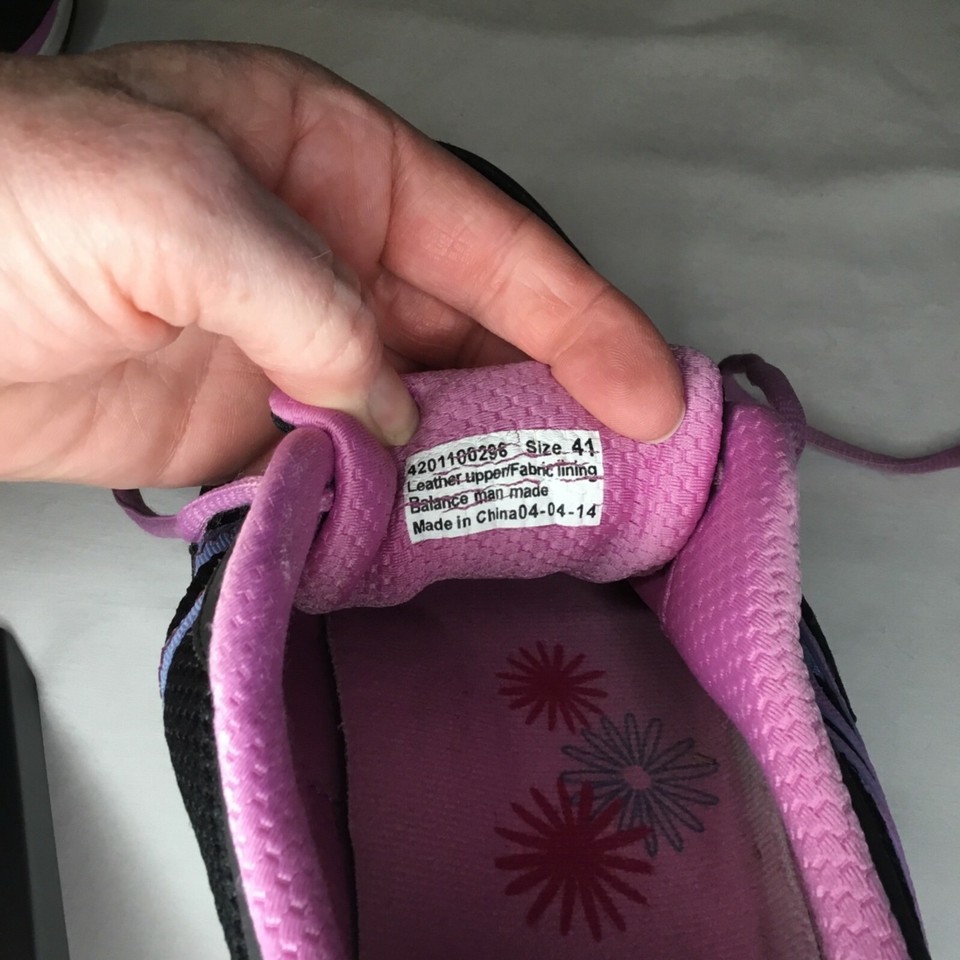 4201100296 Size 41
Leather upper/Fabric lining
Balance man made
Made in China04-04-14